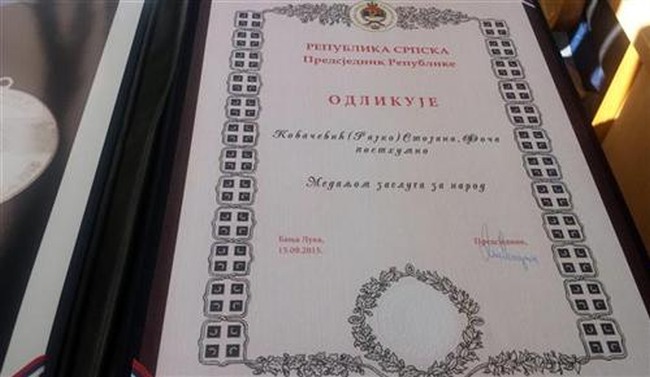 РЕПУБЛИКА СРПСКА
Предсједник Републике
ОДЛИКУЈЕ
Ковачевић (Рајко) Стојана, Фоча
постхумно
Медаљом заслуга за народ
Бања Лука,
15.09.2015.
Предсједник,